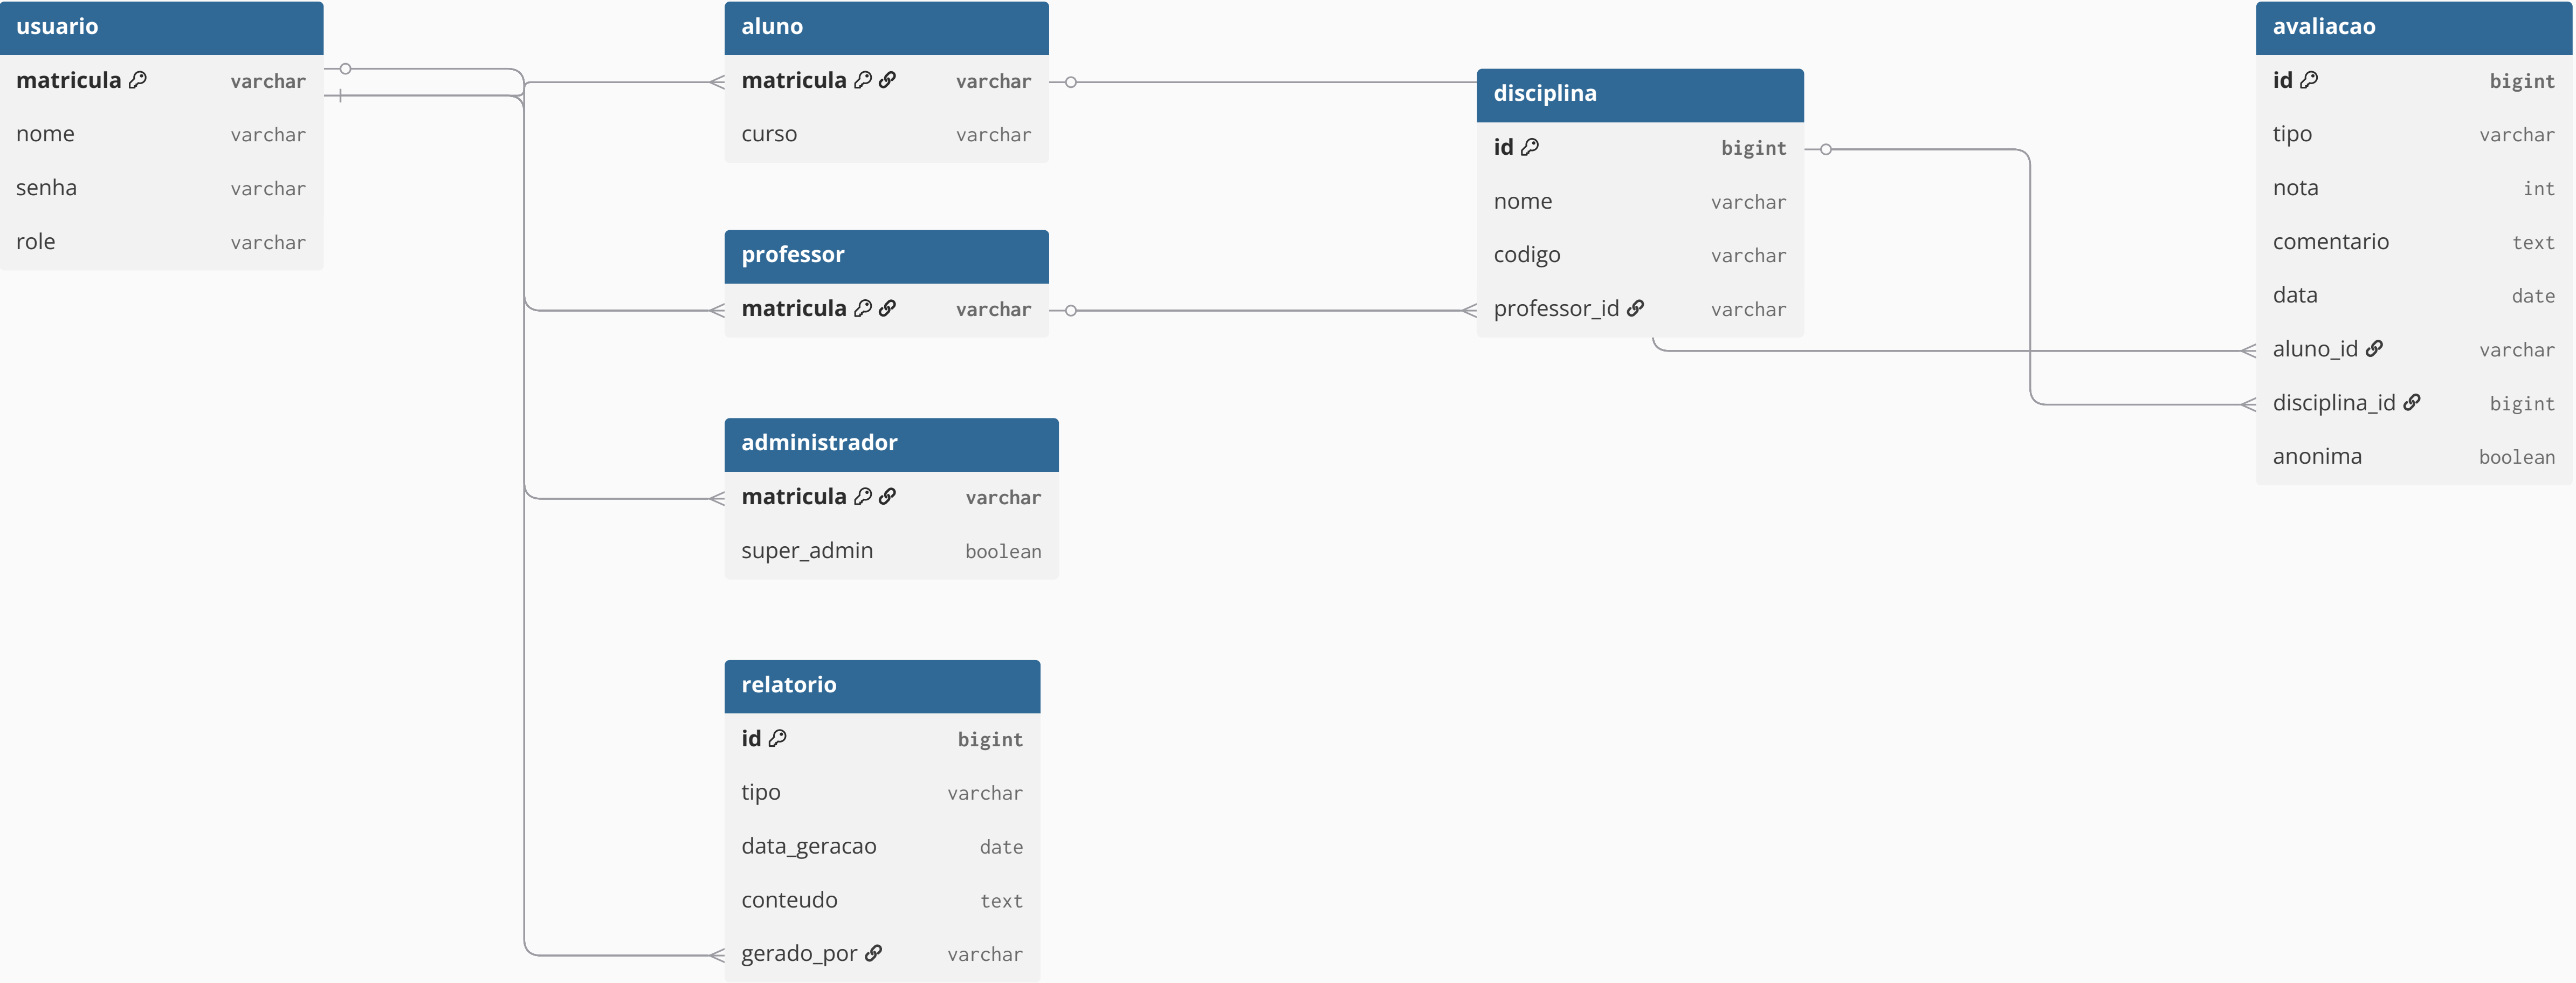 usuario
matricula varchar
nome varchar
senha varchar
role varchar
aluno
matricula varchar
curso varchar
professor
matricula varchar
administrador
matricula varchar
super_admin boolean
relatorio
id bigint
tipo varchar
data_geracao date
conteudo text
gerado_por varchar
disciplina
id bigint
nome varchar
codigo varchar
professor_id varchar
avaliacao
id bigint
tipo varchar
nota int
comentario text
data date
aluno_id varchar
disciplina_id bigint
anonima boolean